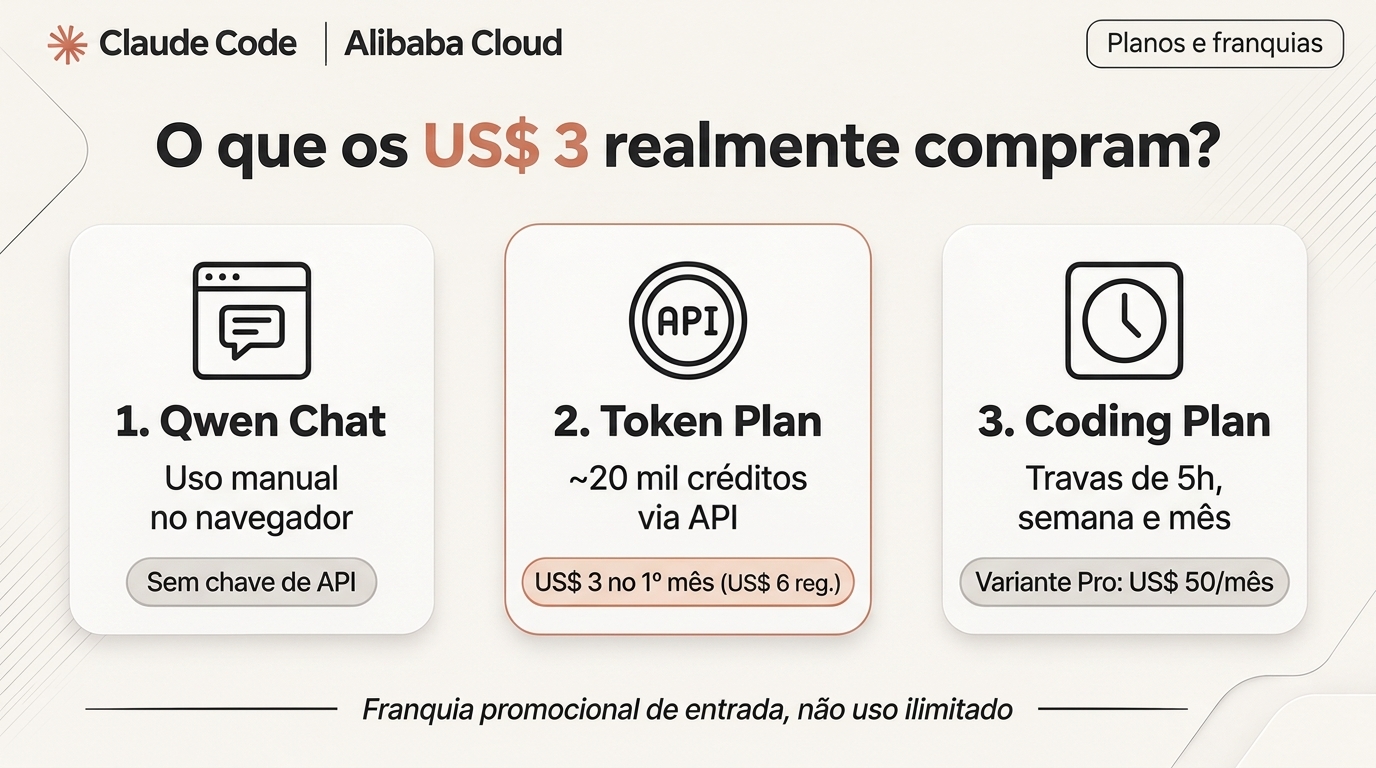 Claude Code | Alibaba Cloud
Planos e franquias
O que os US$ 3 realmente compram?
1. Qwen Chat
Uso manual
no navegador
Sem chave de API
API
2. Token Plan
~20 mil créditos
via API
US$ 3 no 1º mês (US$ 6 reg.)
3. Coding Plan
Travas de 5h,
semana e mês
Variante Pro: US$ 50/mês
Franquia promocional de entrada, não uso ilimitado